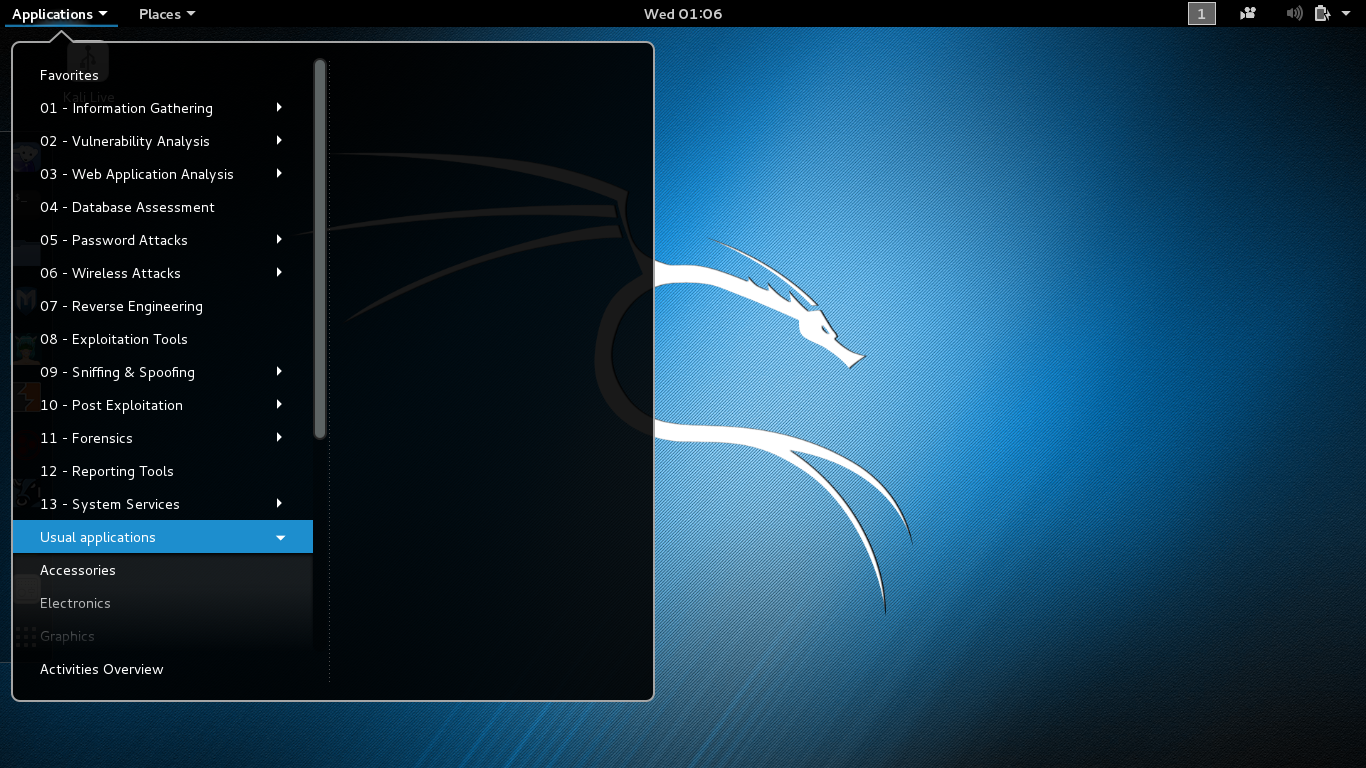 Applications Places Wed 01:06 1
Kali Live
Favorites
01 - Information Gathering
02 - Vulnerability Analysis
03 - Web Application Analysis
04 - Database Assessment
05 - Password Attacks
06 - Wireless Attacks
07 - Reverse Engineering
08 - Exploitation Tools
09 - Sniffing & Spoofing
10 - Post Exploitation
11 - Forensics
12 - Reporting Tools
13 - System Services
Usual applications
Accessories
Electronics
Graphics
Activities Overview